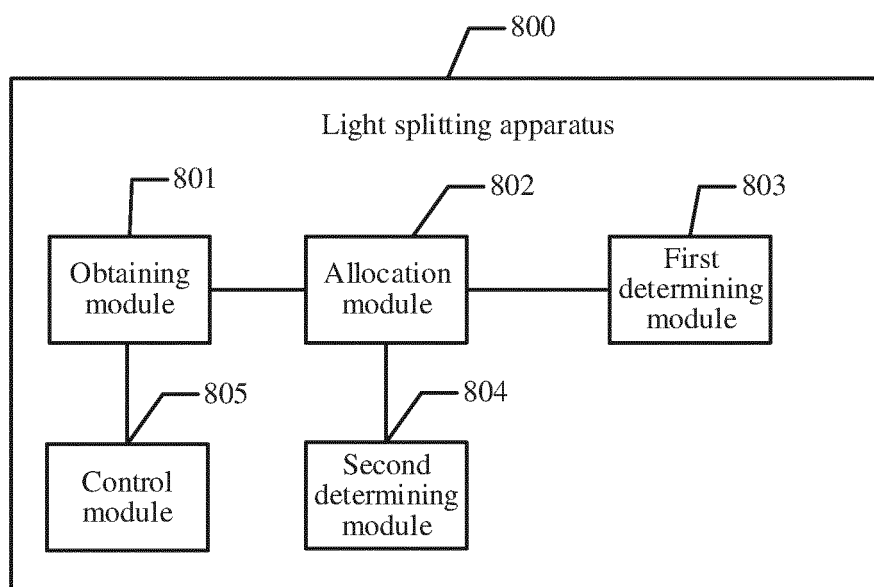 800
Light splitting apparatus
801
802
803
Obtaining
module
Allocation
module
First
determining
module
805
804
Control
module
Second
determining
module